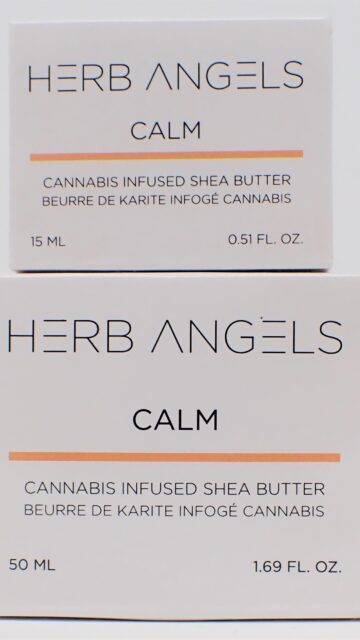 HERB ANGELS
CALM
CANNABIS INFUSED SHEA BUTTER
BEURRE DE KARITE INFOGÉ CANNABIS
15 ML 0.51 FL. OZ.
HERB ANGELS
CALM
CANNABIS INFUSED SHEA BUTTER
BEURRE DE KARITE INFOGÉ CANNABIS
50 ML 1.69 FL. OZ.